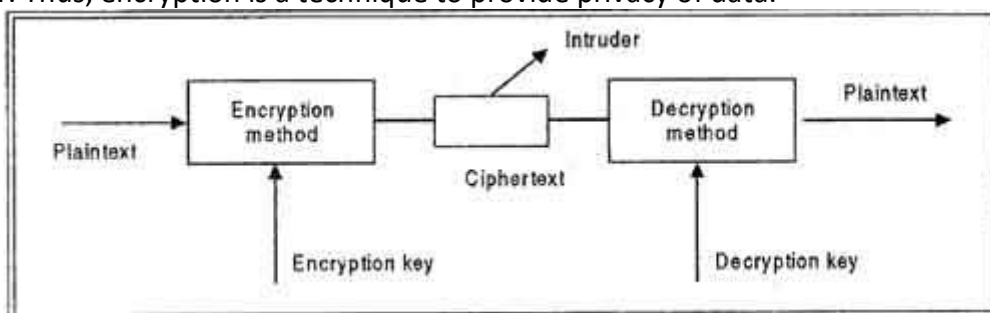 Thus, encryption is a technique to provide privacy of data.
Intruder
Encryption
method
Decryption
method
Plaintext
Plaintext
Ciphertext
Encryption key
Decryption key